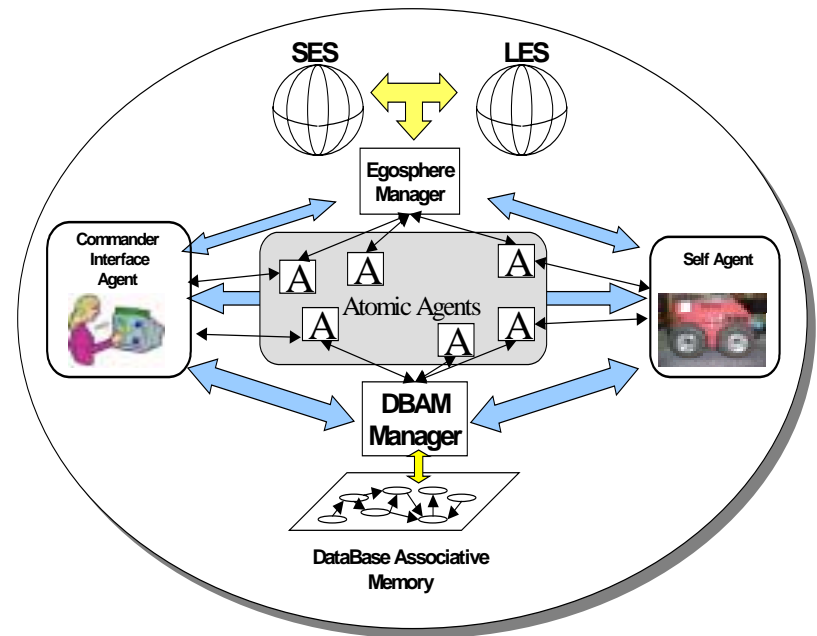 SES
LES
Egosphere
Manager
Commander
Interface
Agent
Self Agent
A
A
A
Atomic Agents
A
A
A
DBAM
Manager
DataBase Associative
Memory